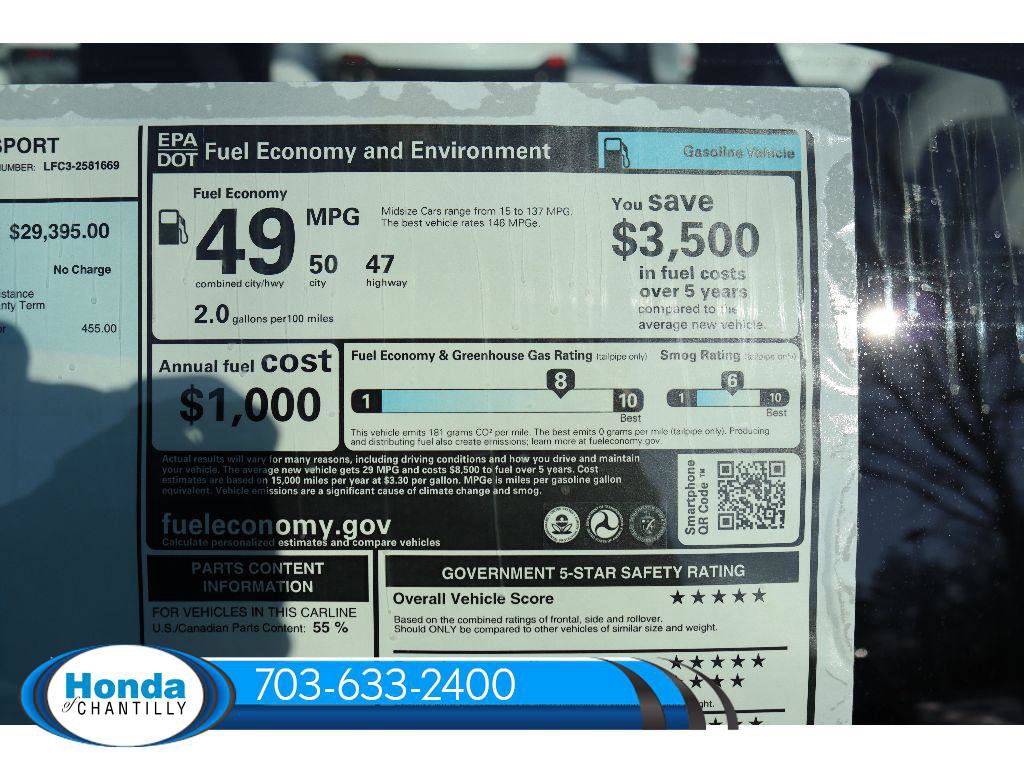 SPORT
NUMBER: LFC3-2581669
$29,395.00
No Charge
istance
nty Term
455.00
EPA
DOT
Fuel Economy and Environment
Gasoline Vehicle
Fuel Economy
49 MPG
combined city/hwy
50
city
47
highway
2.0 gallons per 100 miles
Midsize Cars range from 15 to 137 MPG.
The best vehicle rates 146 MPGe.
You save
$3,500
in fuel costs
over 5 years
compared to the
average new vehicle.
Annual fuel cost
$1,000
Fuel Economy & Greenhouse Gas Rating (tailpipe only)
8
1
10
Best
Smog Rating (tailpipe only)
6
1
10
Best
This vehicle emits 181 grams CO² per mile. The best emits 0 grams per mile (tailpipe only). Producing
and distributing fuel also create emissions; learn more at fueleconomy.gov.
Actual results will vary for many reasons, including driving conditions and how you drive and maintain
your vehicle. The average new vehicle gets 29 MPG and costs $8,500 to fuel over 5 years. Cost
estimates are based on 15,000 miles per year at $3.30 per gallon. MPGe is miles per gasoline gallon
equivalent. Vehicle emissions are a significant cause of climate change and smog.
fueleconomy.gov
Calculate personalized estimates and compare vehicles
Smartphone
QR Code ™
PARTS CONTENT
INFORMATION
FOR VEHICLES IN THIS CARLINE
U.S./Canadian Parts Content: 55 %
GOVERNMENT 5-STAR SAFETY RATING
Overall Vehicle Score ★★★★★
Based on the combined ratings of frontal, side and rollover.
Should ONLY be compared to other vehicles of similar size and weight.
★★★★★
★★★★
ght.
Honda
of CHANTILLY
703-633-2400